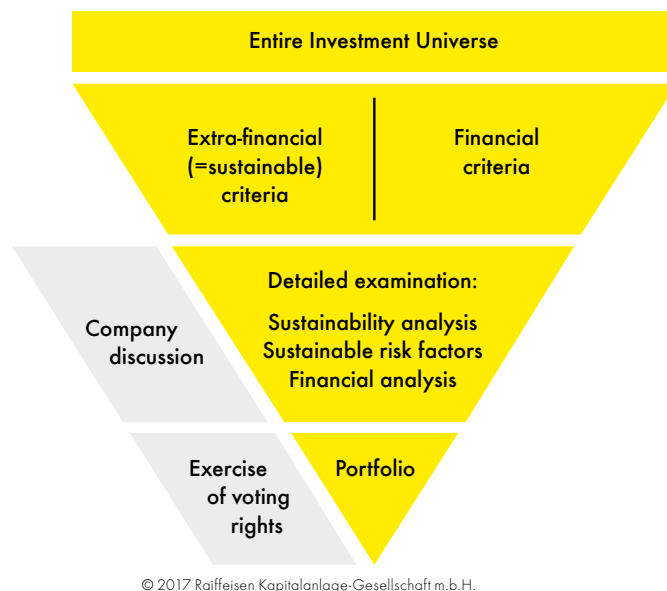 Entire Investment Universe
Extra-financial
(=sustainable)
criteria
Financial
criteria
Detailed examination:
Sustainability analysis
Sustainable risk factors
Financial analysis
Company
discussion
Portfolio
Exercise
of voting
rights
© 2017 Raiffeisen Kapitalanlage-Gesellschaft m.b.H.